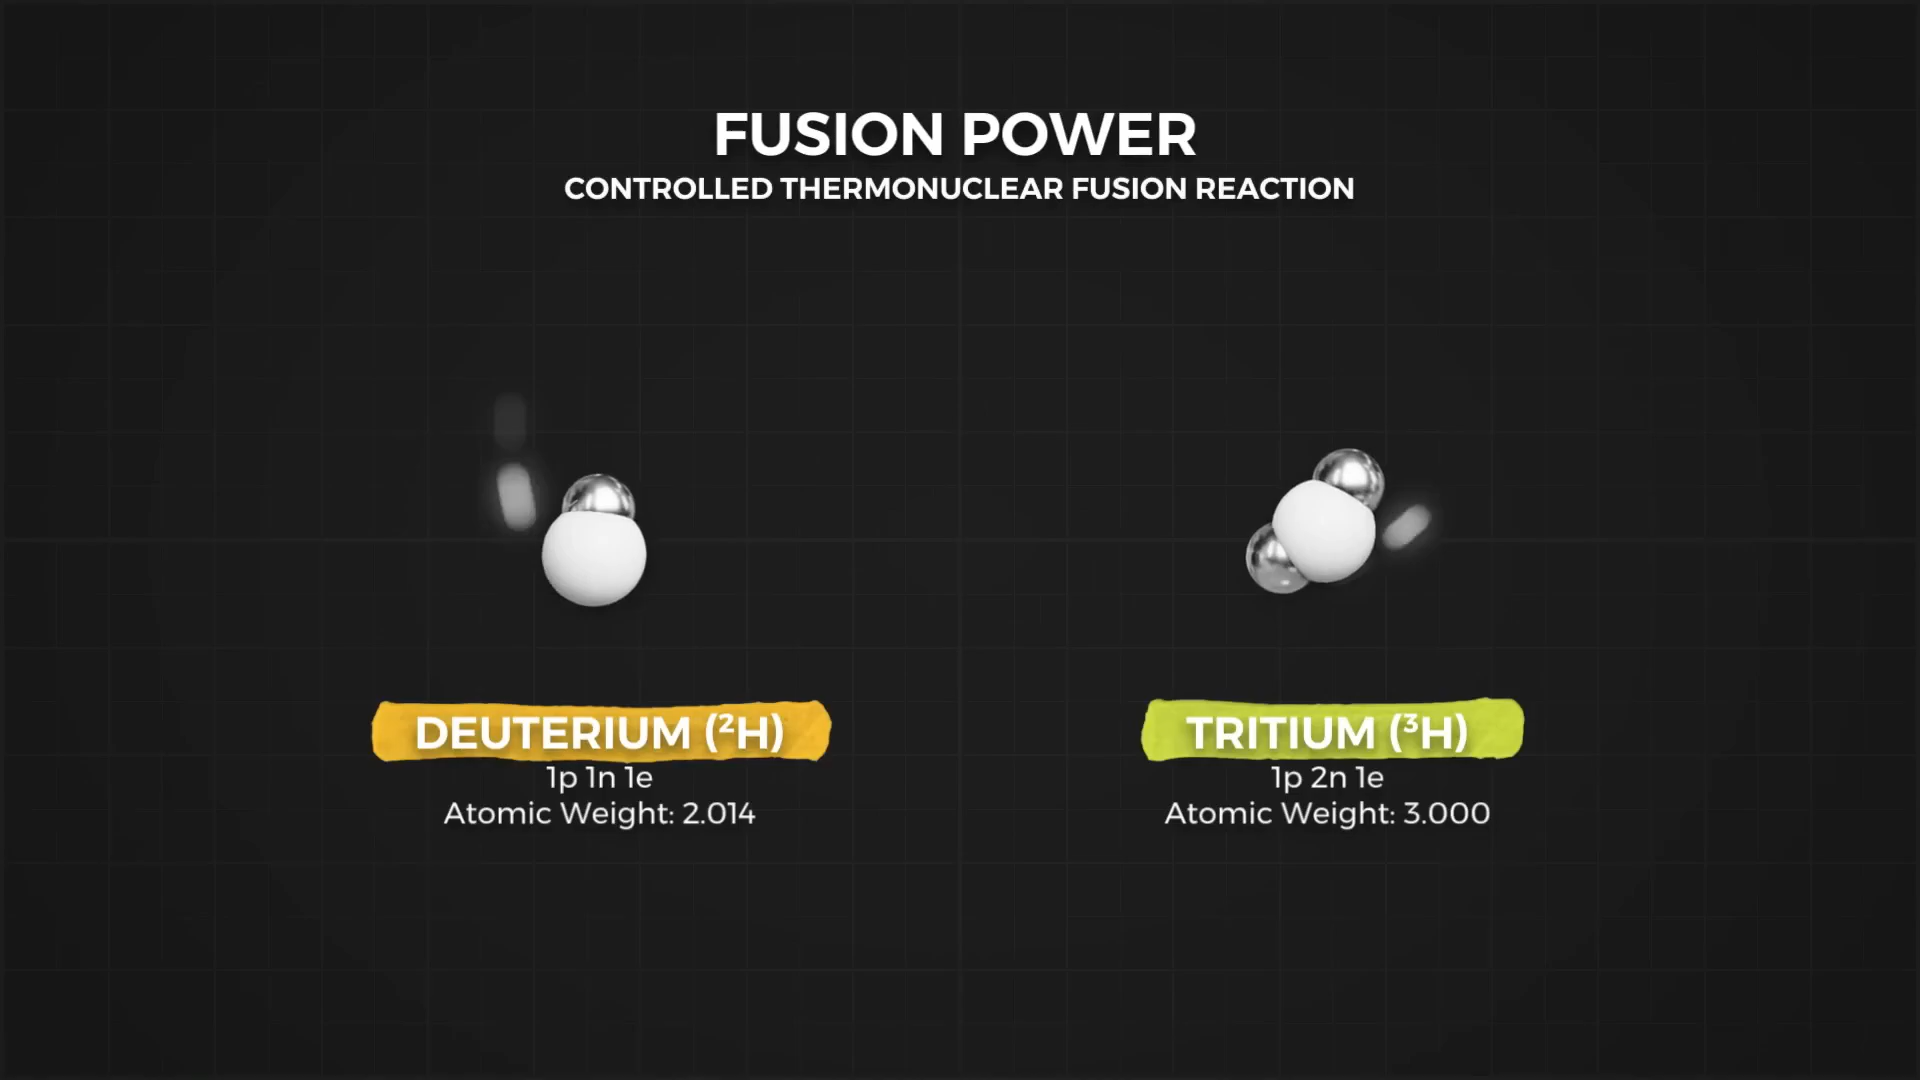 FUSION POWER
CONTROLLED THERMONUCLEAR FUSION REACTION
DEUTERIUM (²H)
1p 1n 1e
Atomic Weight: 2.014
TRITIUM (³H)
1p 2n 1e
Atomic Weight: 3.000